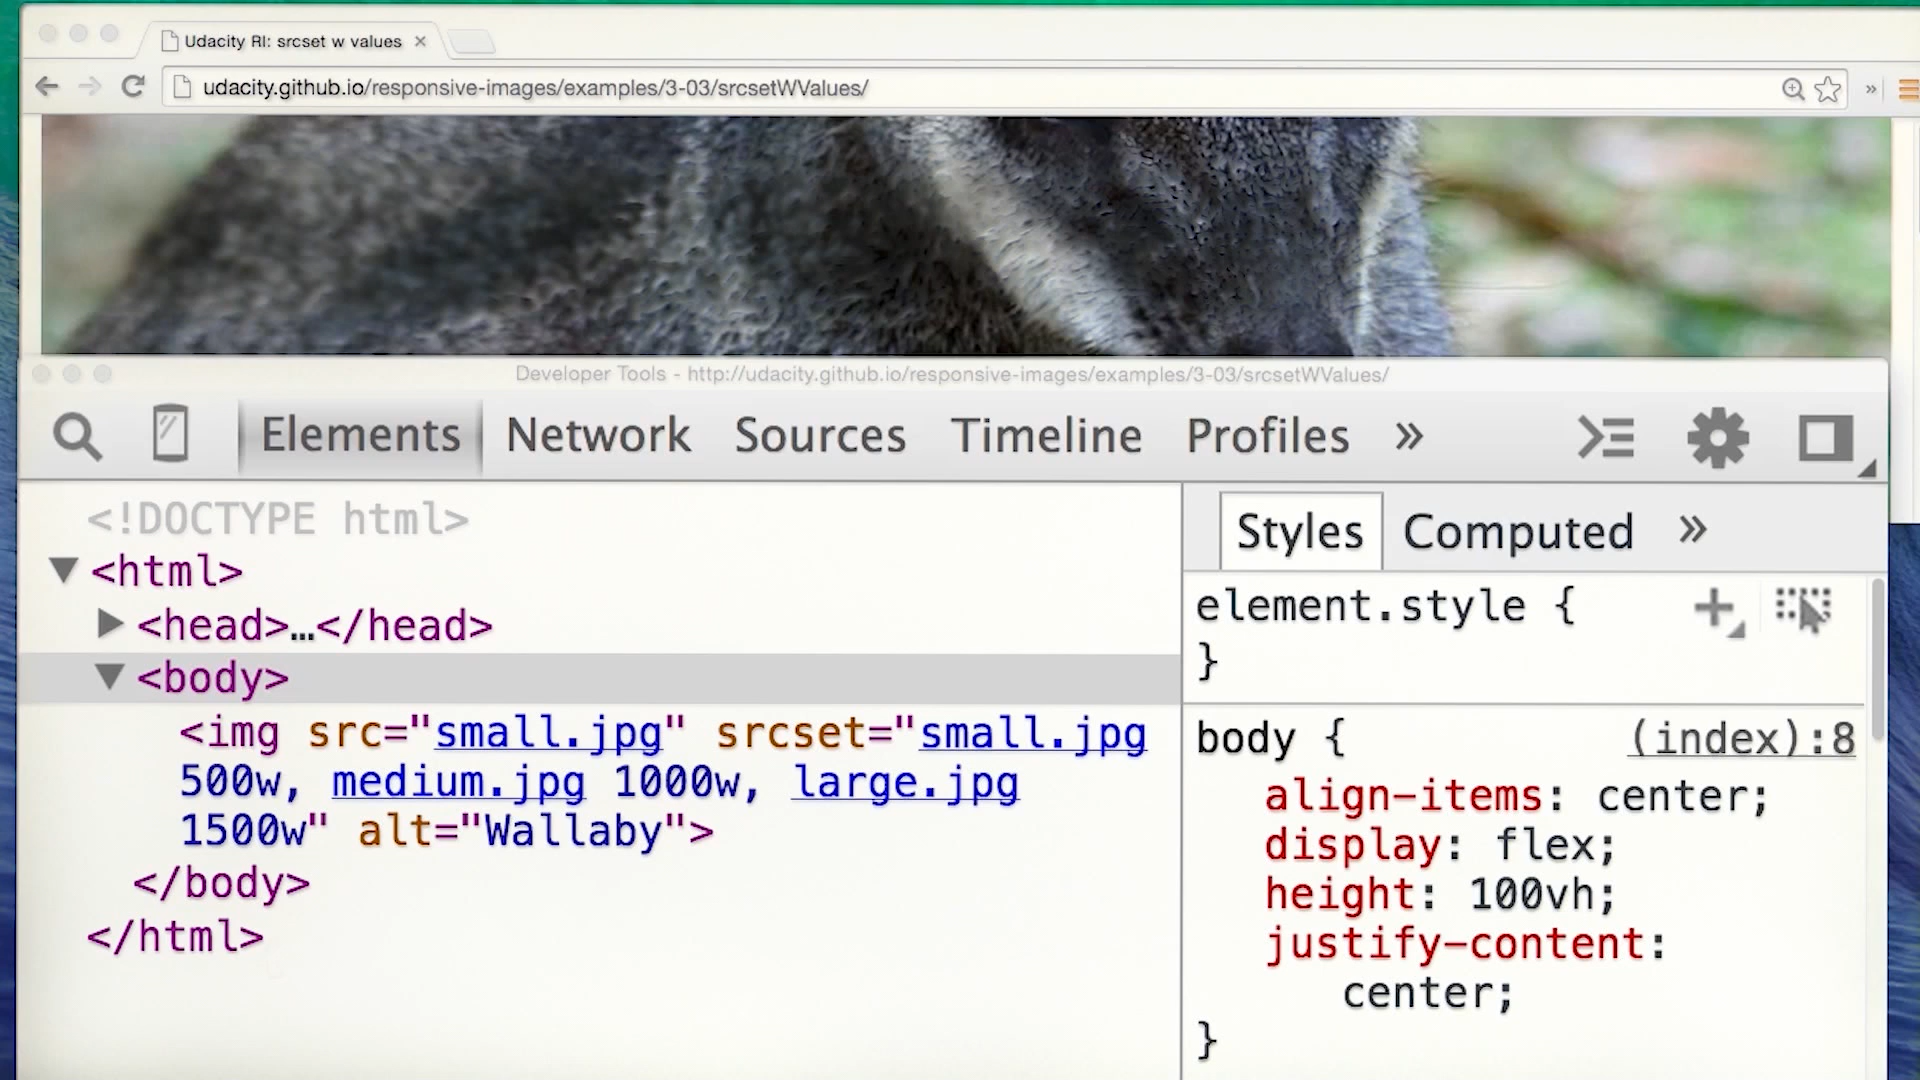 Udacity RI: srcset w values
udacity.github.io/responsive-images/examples/3-03/srcsetWValues/
Developer Tools - http://udacity.github.io/responsive-images/examples/3-03/srcsetWValues/
Elements Network Sources Timeline Profiles »
<!DOCTYPE html>
<html>
<head>…</head>
<body>
<img src="small.jpg" srcset="small.jpg
500w, medium.jpg 1000w, large.jpg
1500w" alt="Wallaby">
</body>
</html>
Styles Computed »
element.style {
}
body { (index):8
align-items: center;
display: flex;
height: 100vh;
justify-content:
center;
}